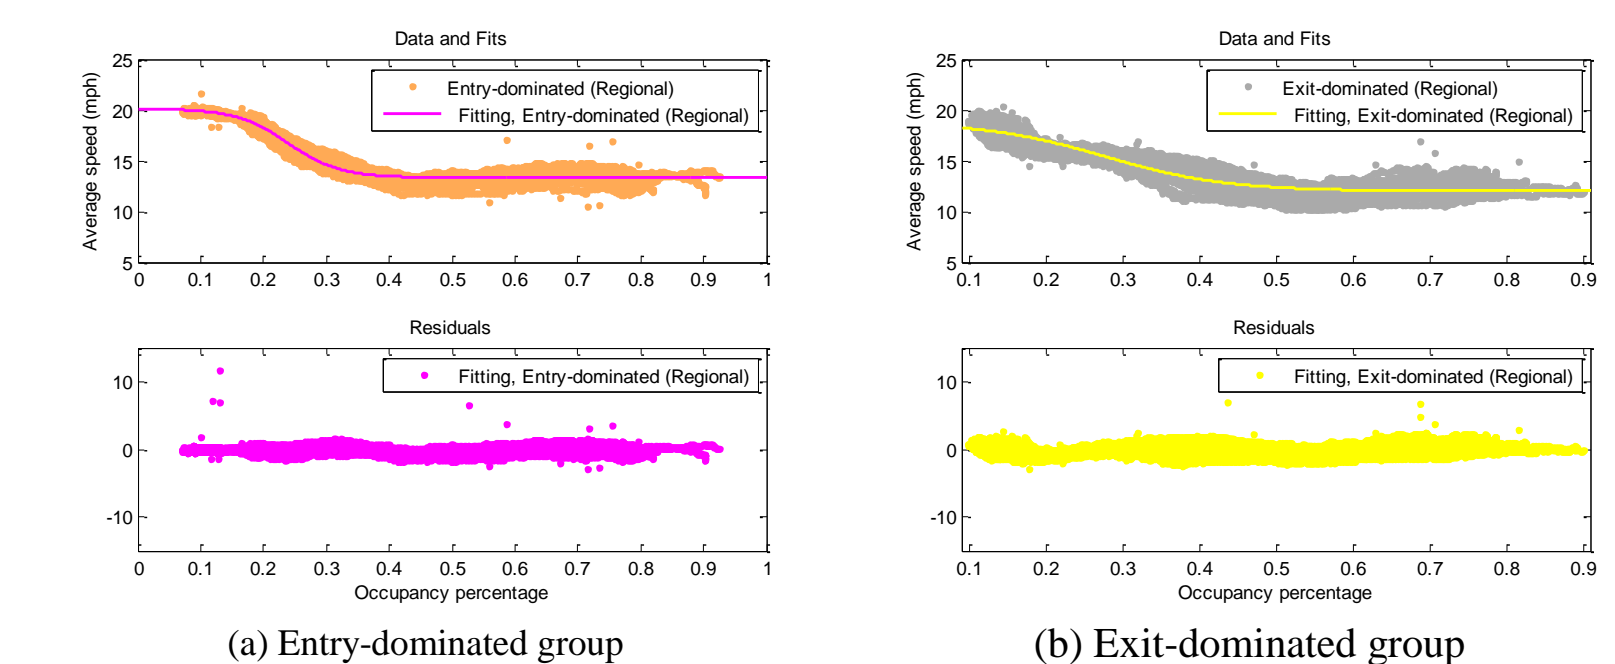 Data and Fits
25
20
15
10
5
Average speed (mph)
Entry-dominated (Regional)
Fitting, Entry-dominated (Regional)
0 0.1 0.2 0.3 0.4 0.5 0.6 0.7 0.8 0.9 1
Residuals
10
0
-10
Fitting, Entry-dominated (Regional)
0 0.1 0.2 0.3 0.4 0.5 0.6 0.7 0.8 0.9 1
Occupancy percentage
(a) Entry-dominated group
Data and Fits
25
20
15
10
5
Average speed (mph)
Exit-dominated (Regional)
Fitting, Exit-dominated (Regional)
0.1 0.2 0.3 0.4 0.5 0.6 0.7 0.8 0.9
Residuals
10
0
-10
Fitting, Exit-dominated (Regional)
0.1 0.2 0.3 0.4 0.5 0.6 0.7 0.8 0.9
Occupancy percentage
(b) Exit-dominated group